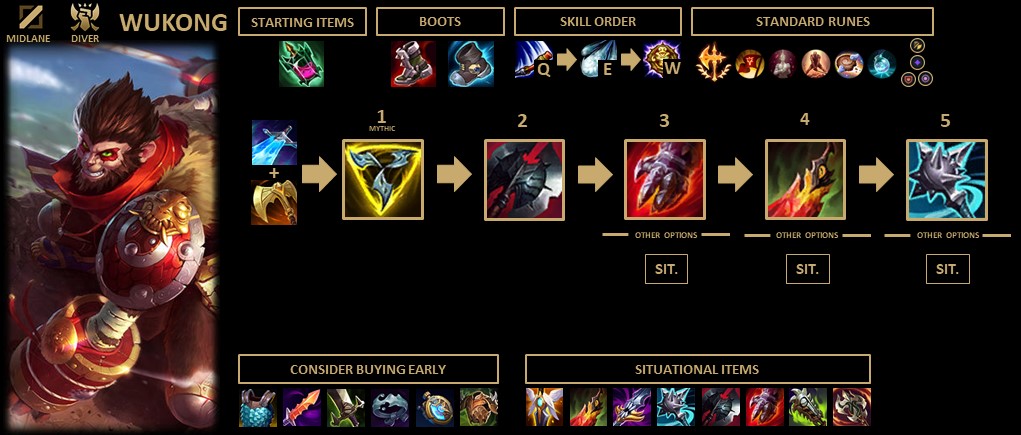 MIDLANE
DIVER
WUKONG
STARTING ITEMS
BOOTS
SKILL ORDER
STANDARD RUNES
Q
E
W
+
1
MYTHIC
2
3
4
5
OTHER OPTIONS
OTHER OPTIONS
OTHER OPTIONS
SIT.
SIT.
SIT.
CONSIDER BUYING EARLY
SITUATIONAL ITEMS